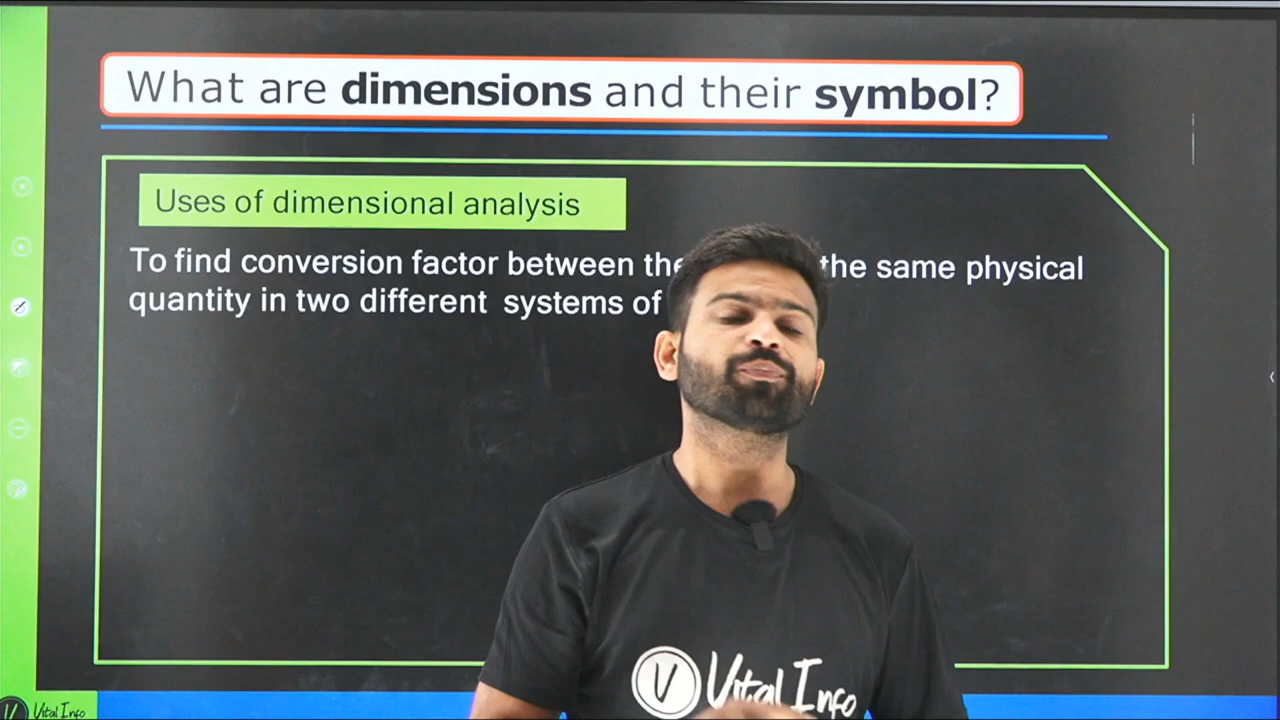 What are dimensions and their symbol?
Uses of dimensional analysis
To find conversion factor between the the same physical
quantity in two different systems of
V Vital Info
V Vital Info